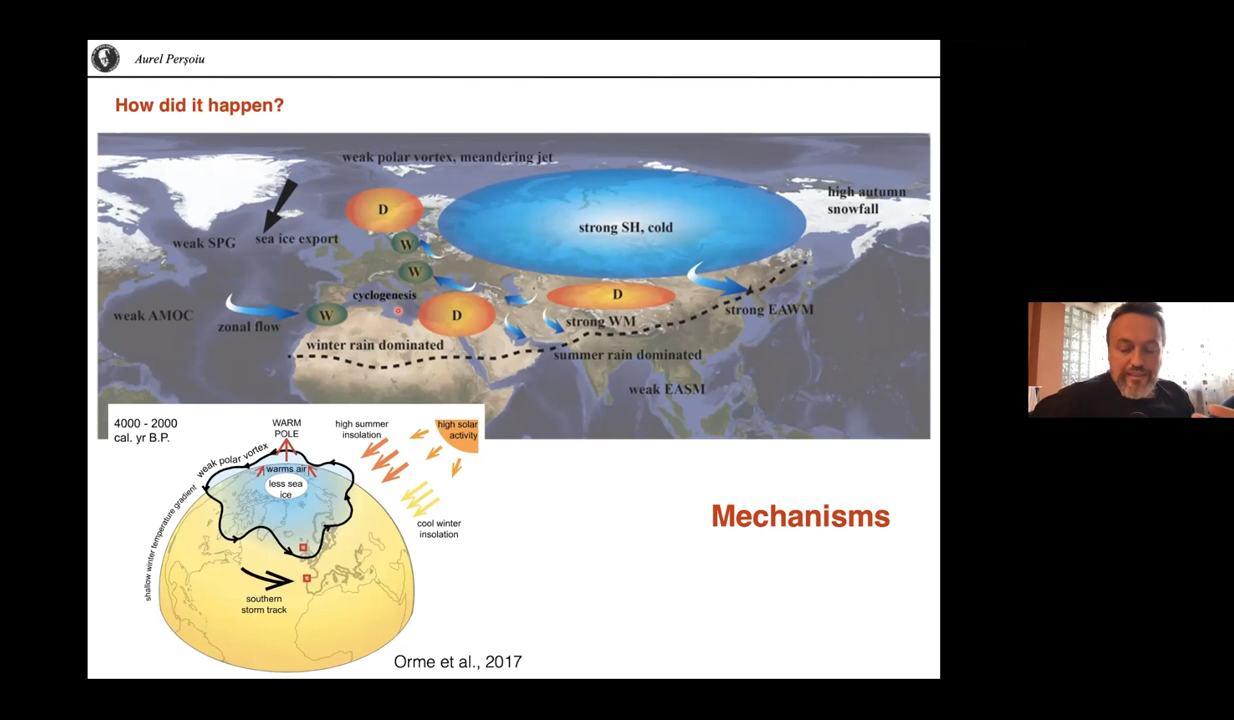 Aurel Perșoiu
How did it happen?
weak polar vortex, meandering jet
high autumn
snowfall
D
strong SH, cold
weak SPG
sea ice export
W
W
cyclogenesis
D
D
weak AMOC
zonal flow
W
strong WM
strong EAWM
winter rain dominated
summer rain dominated
weak EASM
4000 - 2000
cal. yr B.P.
WARM
POLE
high summer
insolation
high solar
activity
weak polar vortex
warms air
less sea
ice
shallow winter temperature gradient
cool winter
insolation
southern
storm track
Mechanisms
Orme et al., 2017